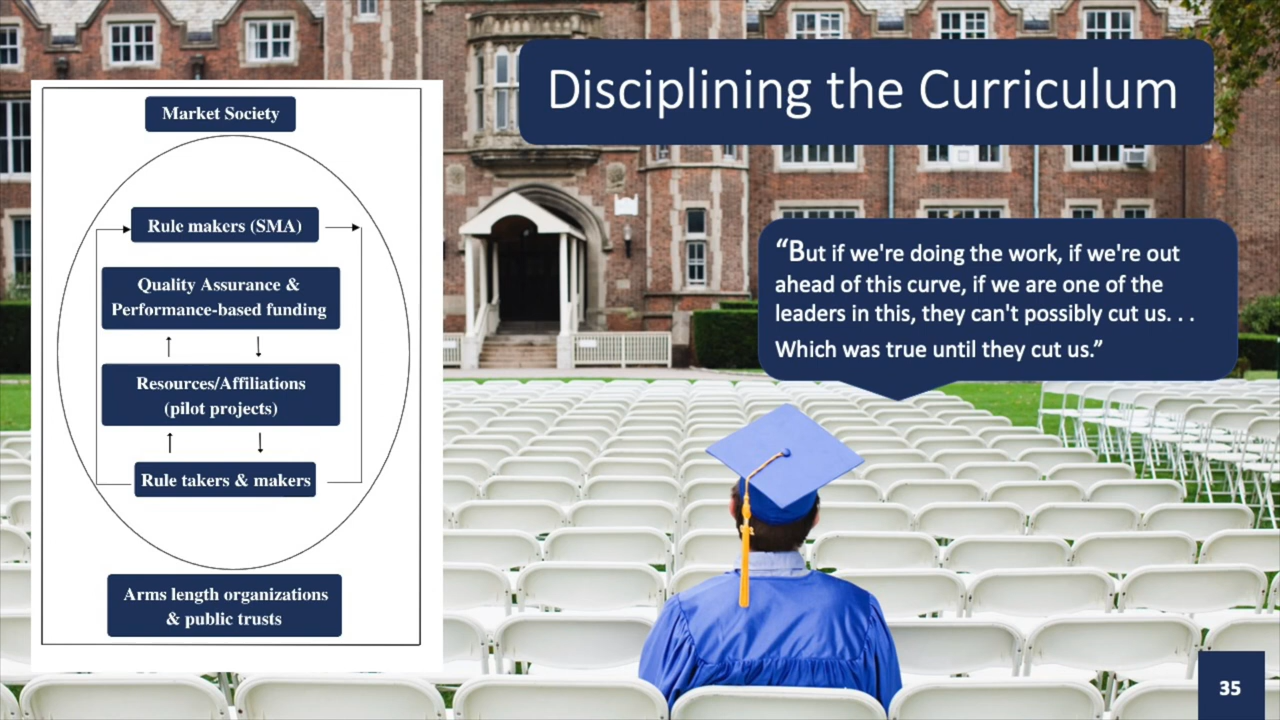 Disciplining the Curriculum
Market Society
Rule makers (SMA)
Quality Assurance &
Performance-based funding
Resources/Affiliations
(pilot projects)
Rule takers & makers
Arms length organizations
& public trusts
“But if we're doing the work, if we're out
ahead of this curve, if we are one of the
leaders in this, they can't possibly cut us. . .
Which was true until they cut us.”
35